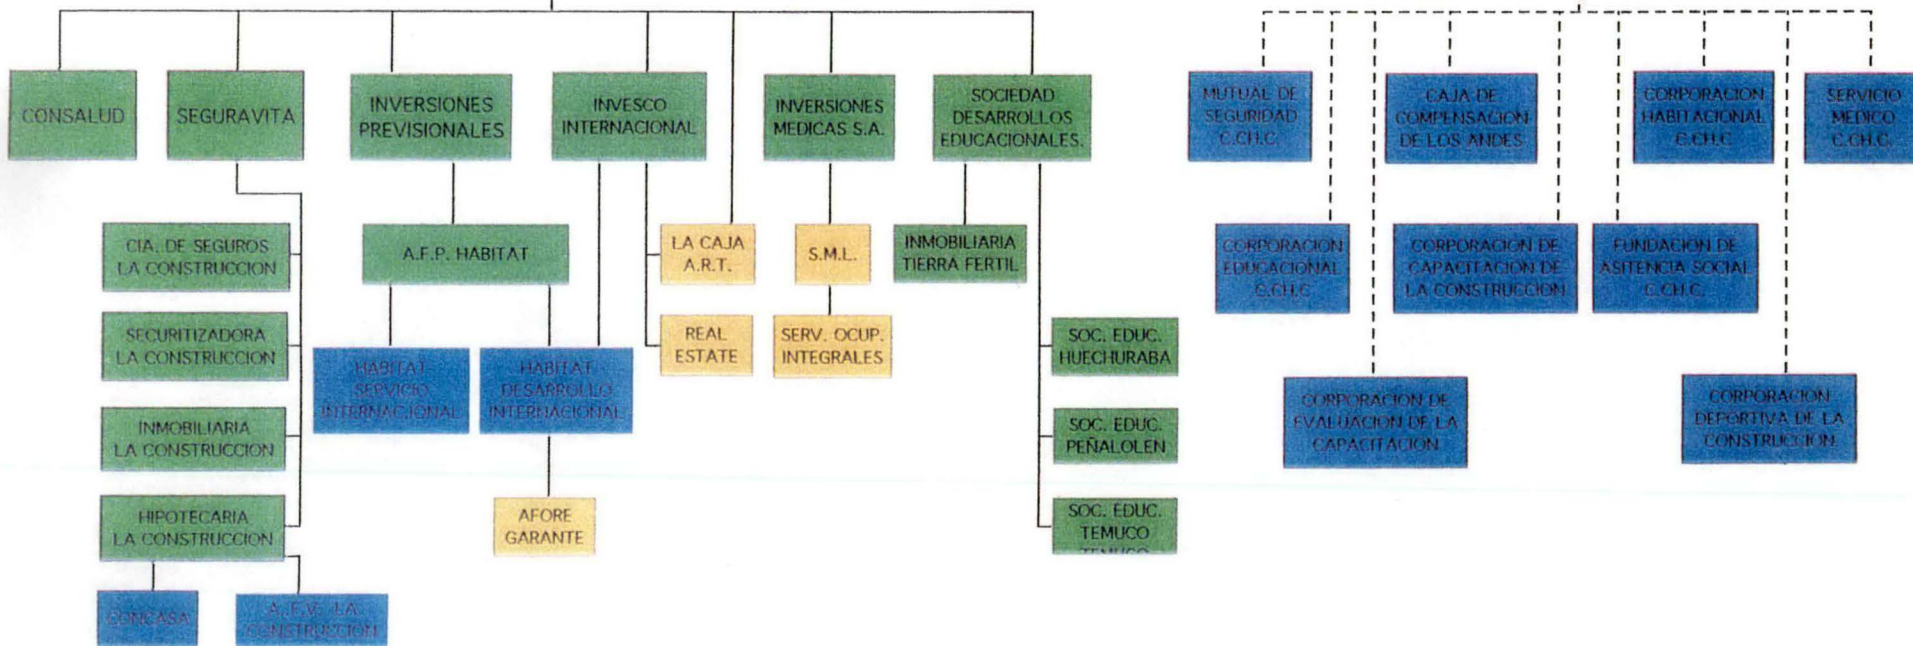 CONSALUD
SEGURAVITA
INVERSIONES
PREVISIONALES
INVESCO
INTERNACIONAL
INVERSIONES
MEDICAS S.A.
SOCIEDAD
DESARROLLOS
EDUCACIONALES.
MUTUAL DE
SEGURIDAD
C.CH.C.
CAJA DE
COMPENSACION
DE LOS ANDES
CORPORACION
HABITACIONAL
C.CH.C
SERVICIO
MEDICO
C.CH.C.
CIA. DE SEGUROS
LA CONSTRUCCION
A.F.P. HABITAT
LA CAJA
A.R.T.
S.M.L.
INMOBILIARIA
TIERRA FERTIL
CORPORACION
EDUCACIONAL
C.CH.C
CORPORACION DE
CAPACITACION DE
LA CONSTRUCCION
FUNDACION DE
ASITENCIA SOCIAL
C.CH.C.
SECURITIZADORA
LA CONSTRUCCION
HABITAT
SERVICIO
INTERNACIONAL
HABITAT
DESARROLLO
INTERNACIONAL
REAL
ESTATE
SERV. OCUP.
INTEGRALES
SOC. EDUC.
HUECHURABA
CORPORACION DE
EVALUACION DE LA
CAPACITACION
CORPORACION
DEPORTIVA DE LA
CONSTRUCCION
INMOBILIARIA
LA CONSTRUCCION
SOC. EDUC.
PEÑALOLEN
HIPOTECARIA
LA CONSTRUCCION
AFORE
GARANTE
SOC. EDUC.
TEMUCO
TEMUCO
CONCASA
A.F.V. LA
CONSTRUCCION